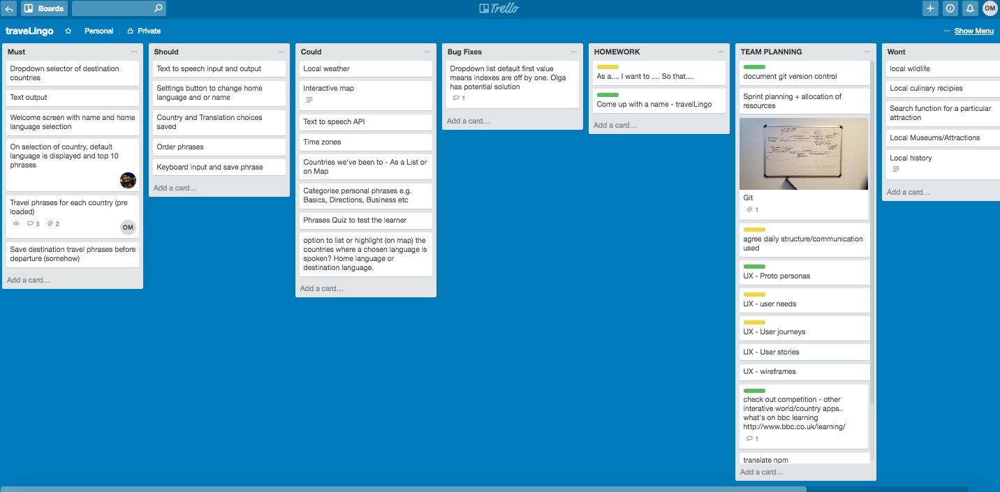 Boards
Trello
OM
traveLingo
Personal
Private
... Show Menu
Must
Dropdown selector of destination
countries
Text output
Welcome screen with name and home
language selection
On selection of country, default
language is displayed and top 10
phrases
Travel phrases for each country (pre
loaded)
3
2
OM
Save destination travel phrases before
departure (somehow)
Add a card…
Should
Text to speech input and output
Settings button to change home
language and or name
Country and Translation choices
saved
Order phrases
Keyboard input and save phrase
Add a card…
Could
Local weather
Interactive map
Text to speech API
Time zones
Countries we've been to - As a List or
on Map
Categorise personal phrases e.g.
Basics, Directions, Business etc
Phrases Quiz to test the learner
option to list or highlight (on map) the
countries where a chosen language is
spoken? Home language or
destination language.
Add a card…
Bug Fixes
Dropdown list default first value
means indexes are off by one. Olga
has potential solution
1
Add a card…
HOMEWORK
As a.... I want to .... So that....
Come up with a name - travelLingo
Add a card…
TEAM PLANNING
document git version control
Sprint planning + allocation of
resources
Git
1
agree daily structure/communication
used
UX - Proto personas
UX - user needs
UX - User journeys
UX - User stories
UX - wireframes
check out competition - other
interative world/country apps..
what's on bbc learning
http://www.bbc.co.uk/learning/
1
translate npm
Add a card…
Wont
local wildlife
Local culinary recipies
Search function for a particular
attraction
Local Museums/Attractions
Local history
Add a card…